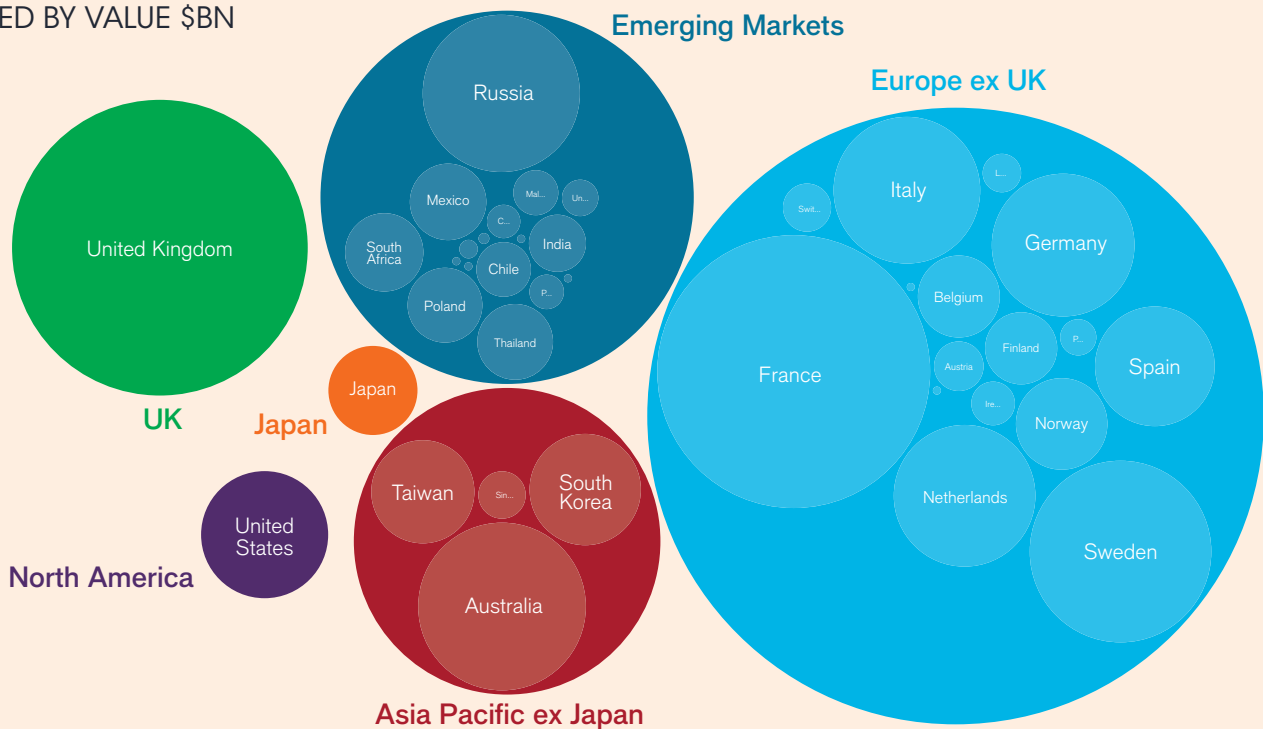 ED BY VALUE $BN
Emerging Markets
Europe ex UK
Russia
Mexico
Mal...
Un...
C...
South
Africa
India
Chile
P...
Poland
Thailand
United Kingdom
UK
Japan
Japan
United
States
North America
Taiwan
Sin...
South
Korea
Australia
Asia Pacific ex Japan
Italy
L...
Swit...
Germany
Belgium
France
Finland
P...
Spain
Austria
Ire...
Norway
Netherlands
Sweden